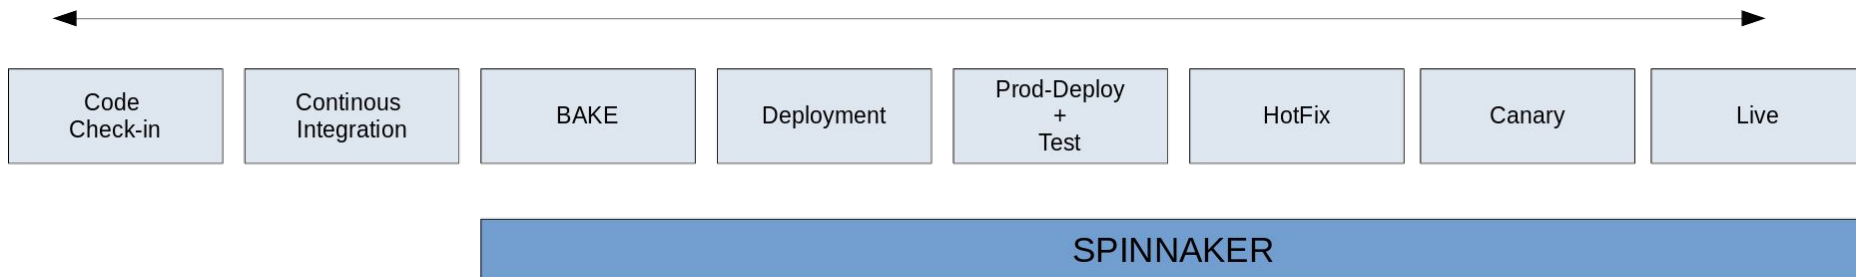 Code
Check-in
Continous
Integration
BAKE
Deployment
Prod-Deploy
+
Test
HotFix
Canary
Live
SPINNAKER